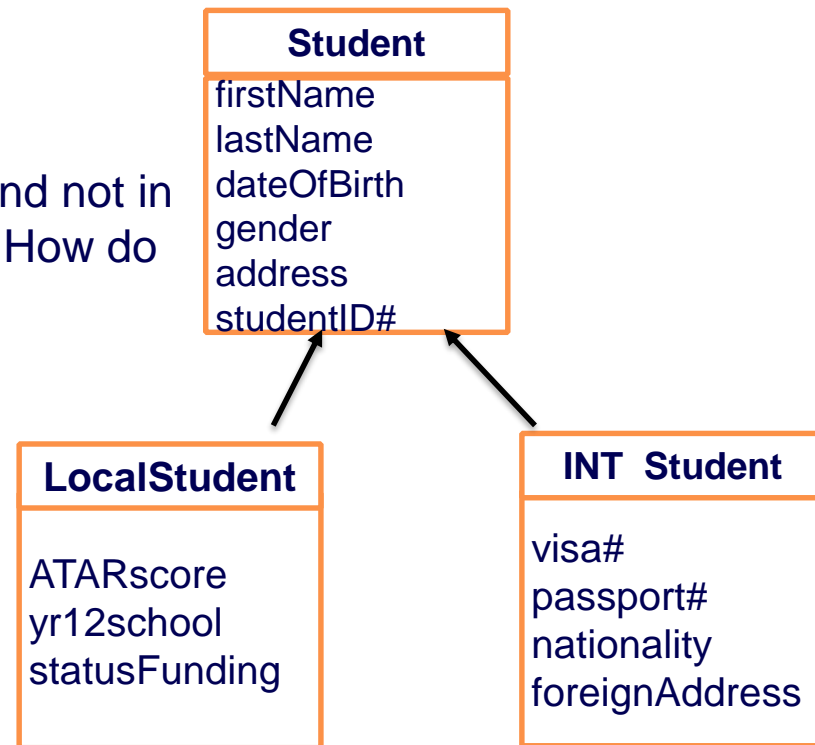 Student
firstName
lastName
dateOfBirth
gender
address
studentID#
nd not in
How do
LocalStudent
ATARscore
yr12school
statusFunding
INT Student
visa#
passport#
nationality
foreignAddress